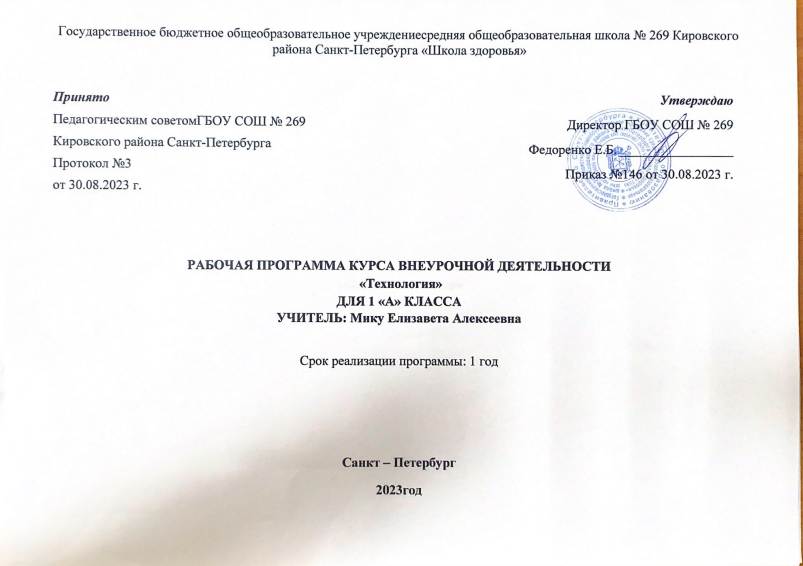 Государственное бюджетное общеобразовательное учреждениесредняя общеобразовательная школа № 269 Кировского
района Санкт-Петербурга «Школа здоровья»
Принято
Педагогическим советомГБОУ СОШ № 269
Кировского района Санкт-Петербурга
Протокол №3
от 30.08.2023 г.
Утверждаю
Директор ГБОУ СОШ № 269
Федоренко Е.Б.
Приказ №146 от 30.08.2023 г.
РАБОЧАЯ ПРОГРАММА КУРСА ВНЕУРОЧНОЙ ДЕЯТЕЛЬНОСТИ
«Технология»
ДЛЯ 1 «А» КЛАССА
УЧИТЕЛЬ: Мику Елизавета Алексеевна
Срок реализации программы: 1 год
Санкт – Петербург
2023год